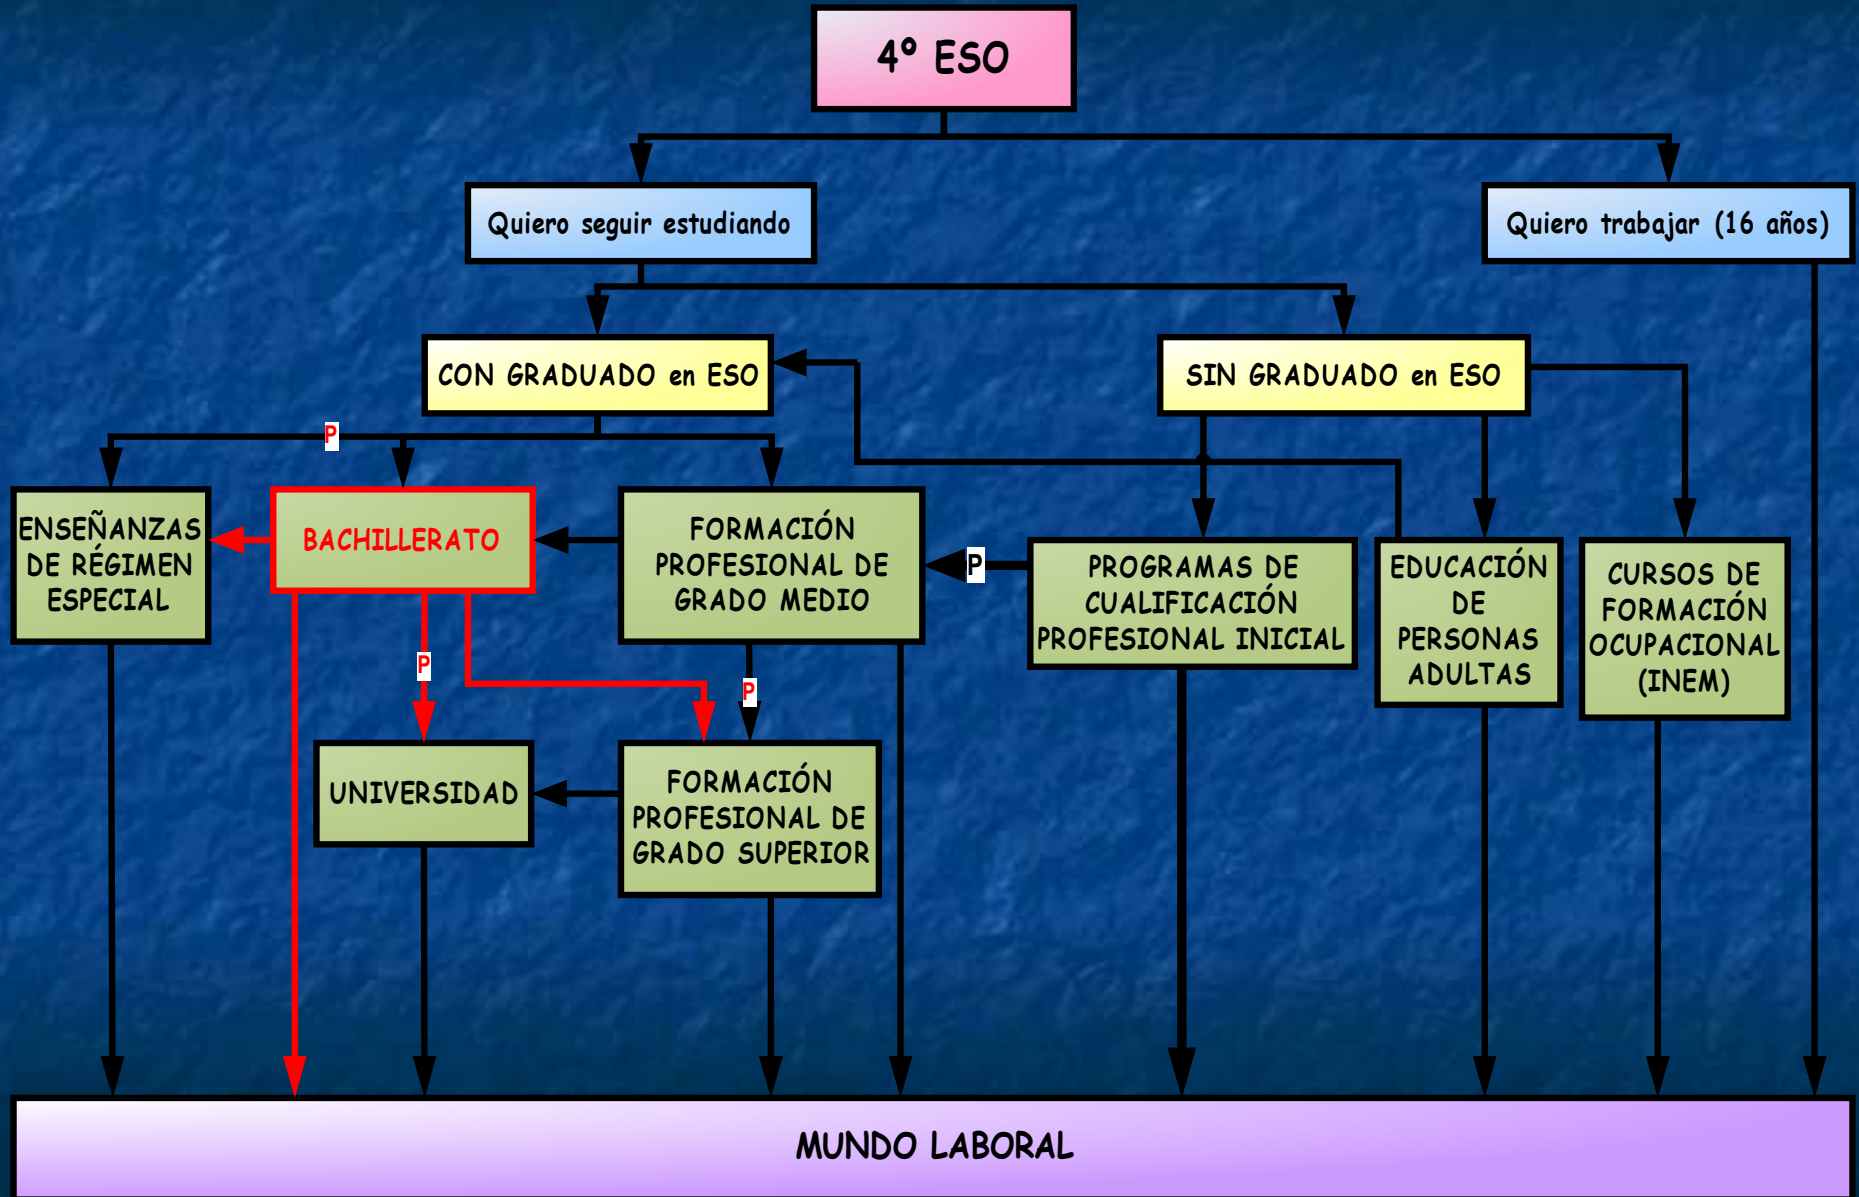 4º ESO
Quiero seguir estudiando
Quiero trabajar (16 años)
CON GRADUADO en ESO
SIN GRADUADO en ESO
P
ENSEÑANZAS
DE RÉGIMEN
ESPECIAL
BACHILLERATO
FORMACIÓN
PROFESIONAL DE
GRADO MEDIO
P
PROGRAMAS DE
CUALIFICACIÓN
PROFESIONAL INICIAL
EDUCACIÓN
DE
PERSONAS
ADULTAS
CURSOS DE
FORMACIÓN
OCUPACIONAL
(INEM)
P
P
UNIVERSIDAD
FORMACIÓN
PROFESIONAL DE
GRADO SUPERIOR
MUNDO LABORAL